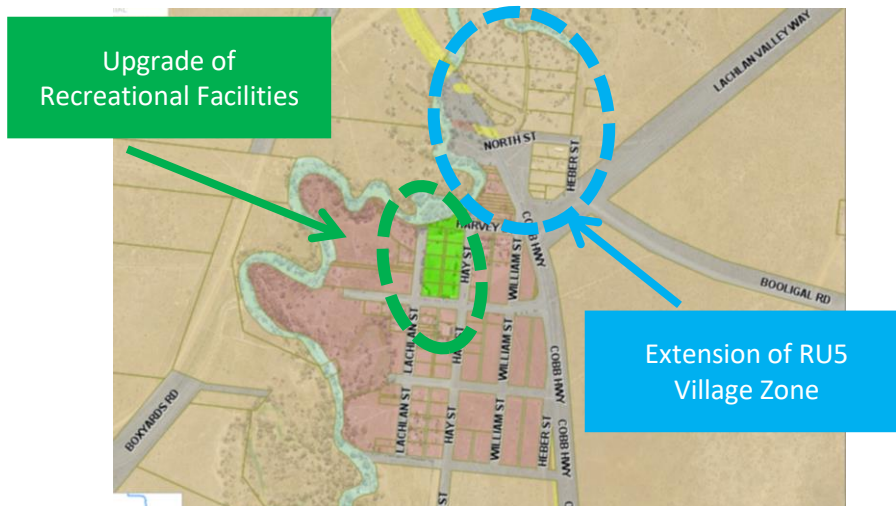 Upgrade of
Recreational Facilities
LACHLAN VALLEY WAY
NORTH ST
HEBER ST
HARVEY
COBB HWY
HAY ST
WILLIAM ST
BOOLIGAL RD
LACHLAN ST
HAY ST
WILLIAM ST
COBB HWY
Extension of RU5
Village Zone
BOXYARDS RD
LACHLAN ST
HAY ST
WILLIAM ST
HEBER ST
COBB HWY
ST